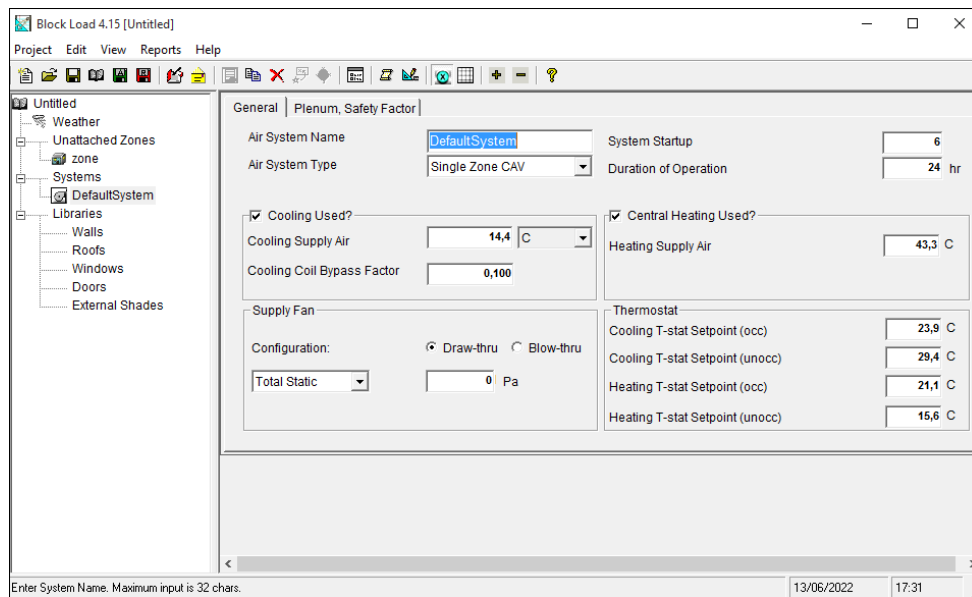 Block Load 4.15 [Untitled]
Project Edit View Reports Help
Untitled
Weather
Unattached Zones
zone
Systems
DefaultSystem
Libraries
Walls
Roofs
Windows
Doors
External Shades
General Plenum, Safety Factor
Air System Name DefaultSystem System Startup 6
Air System Type Single Zone CAV Duration of Operation 24 hr
Cooling Used? Central Heating Used?
Cooling Supply Air 14,4 C Heating Supply Air 43,3 C
Cooling Coil Bypass Factor 0,100
Supply Fan Thermostat
Cooling T-stat Setpoint (occ) 23,9 C
Configuration: Draw-thru Blow-thru
Cooling T-stat Setpoint (unocc) 29,4 C
Total Static 0 Pa
Heating T-stat Setpoint (occ) 21,1 C
Heating T-stat Setpoint (unocc) 15,6 C
Enter System Name. Maximum input is 32 chars. 13/06/2022 17:31